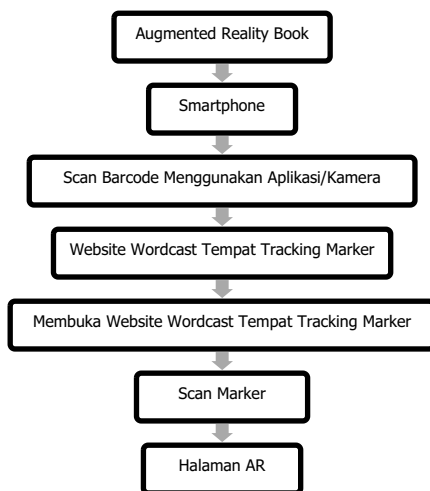 Augmented Reality Book
Smartphone
Scan Barcode Menggunakan Aplikasi/Kamera
Website Wordcast Tempat Tracking Marker
Membuka Website Wordcast Tempat Tracking Marker
Scan Marker
Halaman AR